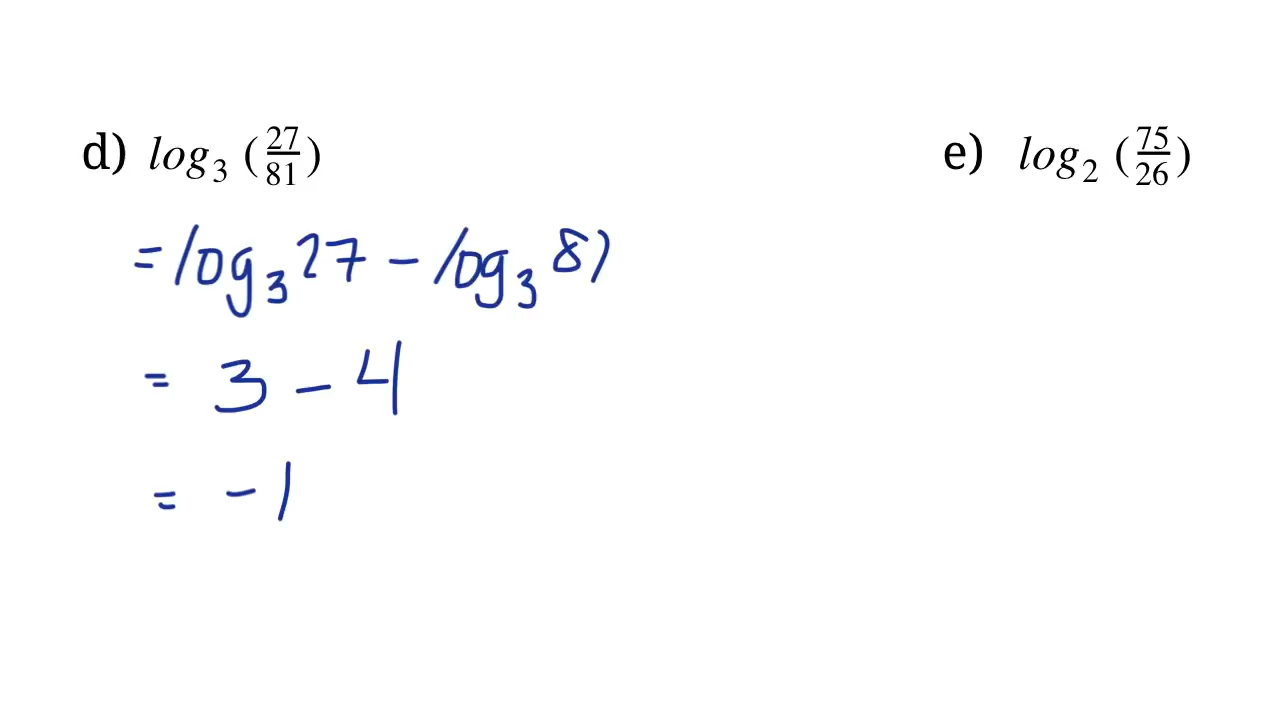 d) log₃ (27/81)
= log₃ 27 − log₃ 81
= 3 − 4
= −1
e) log₂ (75/26)